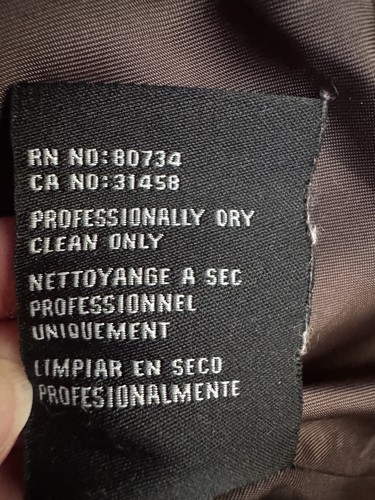 RN NO:80734
CA NO:31458
PROFESSIONALLY DRY
CLEAN ONLY
NETTOYANGE A SEC
PROFESSIONNEL
UNIQUEMENT
LIMPIAR EN SECO
PROFESIONALMENTE